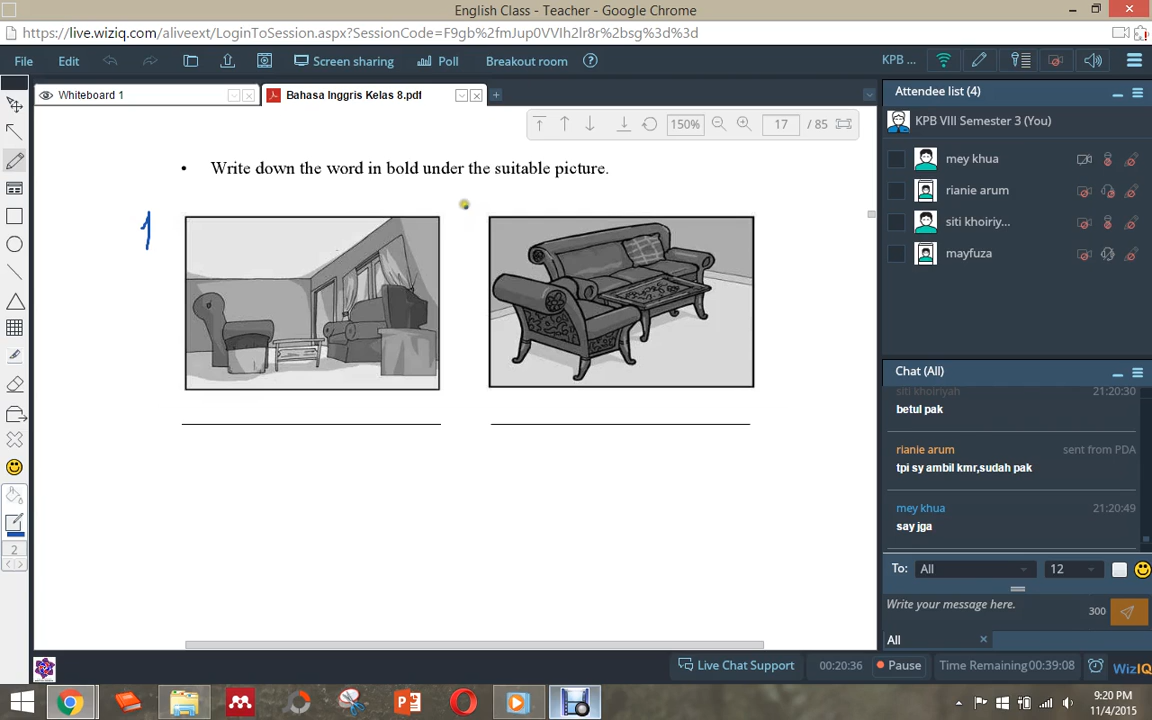 English Class - Teacher - Google Chrome
https://live.wiziq.com/aliveext/LoginToSession.aspx?SessionCode=F9gb%2fmJup0VVIh2lr8r%2bsg%3d%3d
File Edit Screen sharing Poll Breakout room ? KPB ...
Whiteboard 1 Bahasa Inggris Kelas 8.pdf
150% 17 / 85
• Write down the word in bold under the suitable picture.
1
Attendee list (4)
KPB VIII Semester 3 (You)
mey khua
rianie arum
siti khoiriy...
mayfuza
Chat (All)
siti khoiriyah 21:20:30
betul pak
rianie arum sent from PDA
tpi sy ambil kmr,sudah pak
mey khua 21:20:49
say jga
To: All 12
Write your message here. 300
All
2
Live Chat Support 00:20:36 Pause Time Remaining00:39:08 WizIQ
9:20 PM
11/4/2015